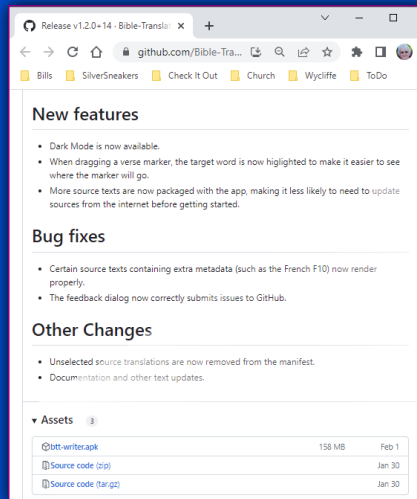 Release v1.2.0+14 · Bible-Transla
github.com/Bible-Tra...
Bills SilverSneakers Check It Out Church Wycliffe ToDo
New features
Dark Mode is now available.
When dragging a verse marker, the target word is now higlighted to make it easier to see
where the marker will go.
More source texts are now packaged with the app, making it less likely to need to update
sources from the internet before getting started.
Bug fixes
Certain source texts containing extra metadata (such as the French F10) now render
properly.
The feedback dialog now correctly submits issues to GitHub.
Other Changes
Unselected source translations are now removed from the manifest.
Documentation and other text updates.
Assets 3
btt-writer.apk 158 MB Feb 1
Source code (zip) Jan 30
Source code (tar.gz) Jan 30